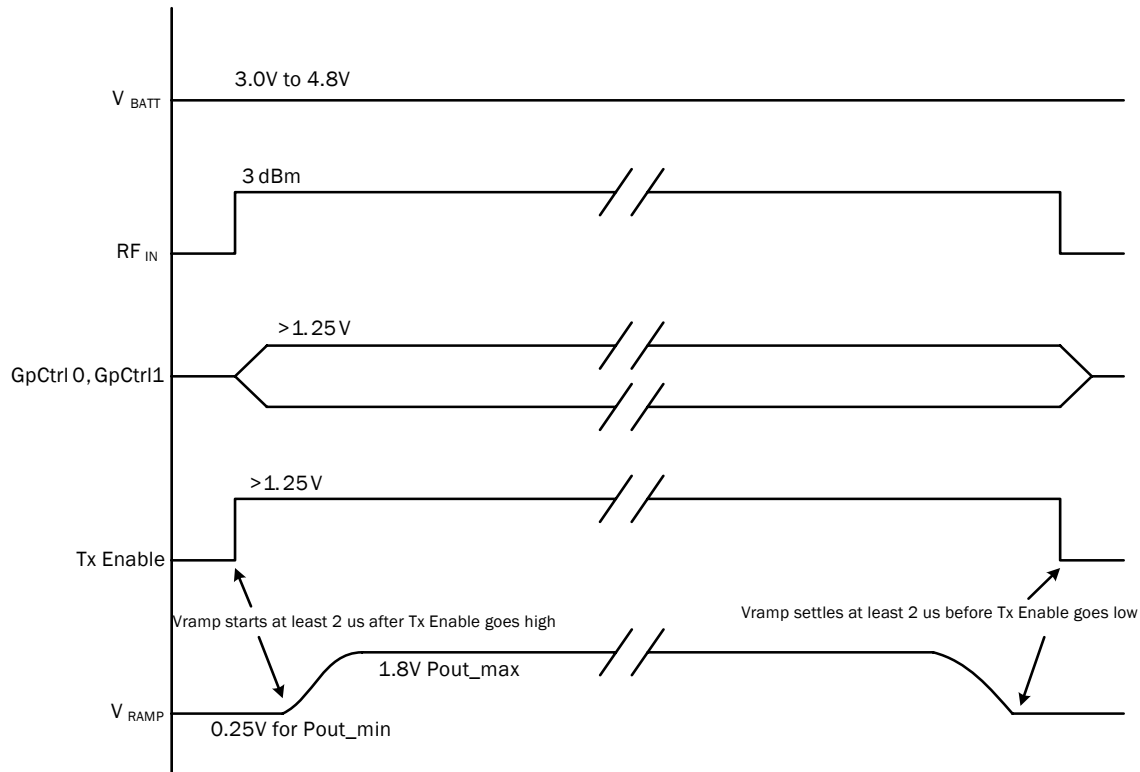 3.0V to 4.8V
V BATT
3 dBm
RF IN
>1.25V
GpCtrl 0, GpCtrl1
>1.25V
Tx Enable
Vramp starts at least 2 us after Tx Enable goes high
Vramp settles at least 2 us before Tx Enable goes low
1.8V Pout_max
V RAMP
0.25V for Pout_min